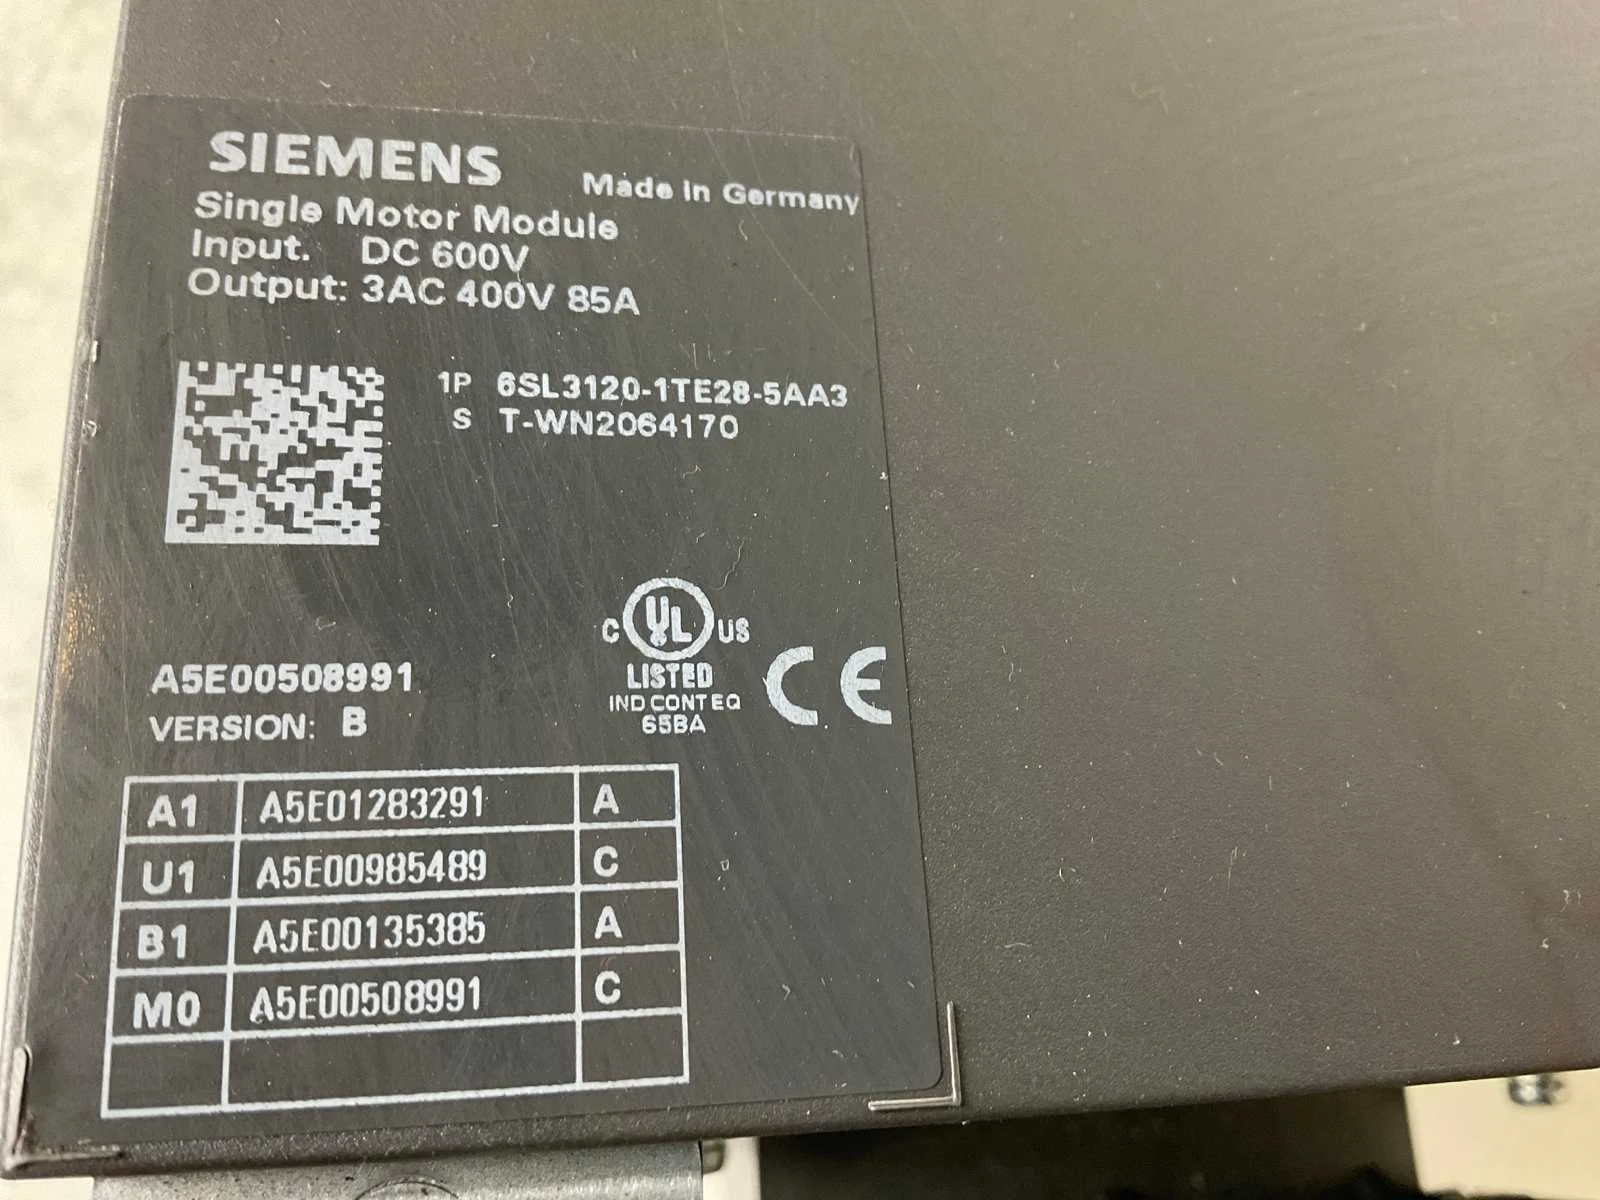 SIEMENS
Made in Germany
Single Motor Module
Input. DC 600V
Output: 3AC 400V 85A
1P 6SL3120-1TE28-5AA3
S T-WN2064170
C UL US
LISTED
IND CONT EQ
65BA
CE
A5E00508991
VERSION: B
A1 A5E01283291 A
U1 A5E00985489 C
B1 A5E00135385 A
M0 A5E00508991 C